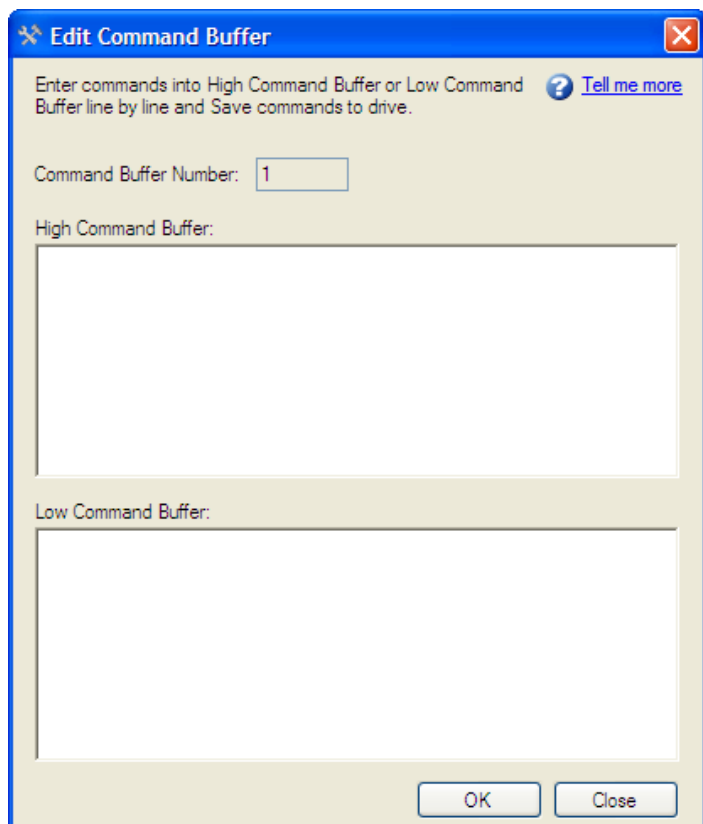 Edit Command Buffer
Enter commands into High Command Buffer or Low Command
Buffer line by line and Save commands to drive.
Tell me more
Command Buffer Number: 1
High Command Buffer:
Low Command Buffer:
OK Close